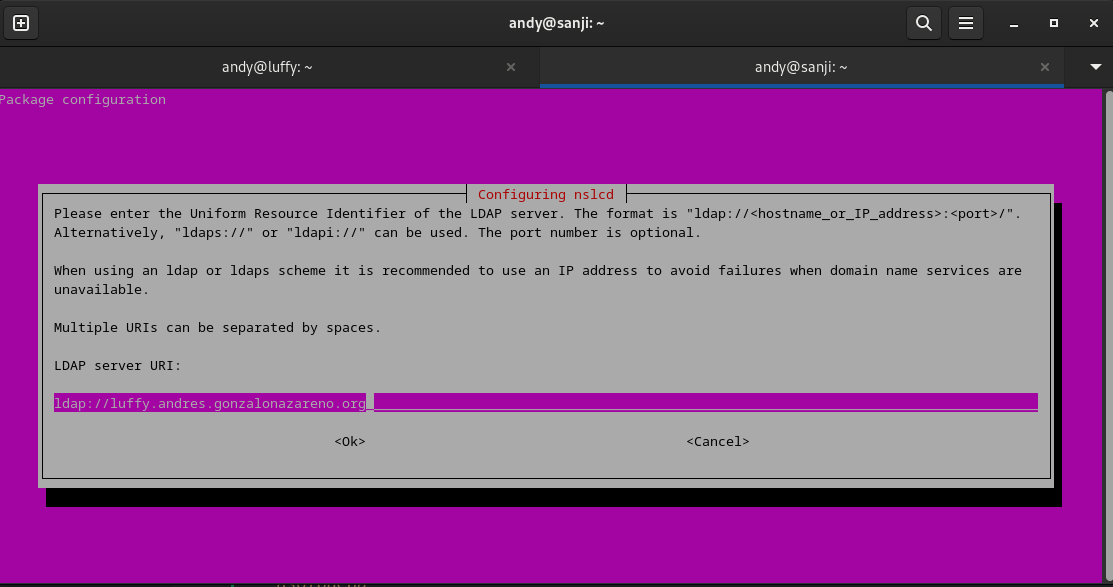 andy@sanji: ~
andy@luffy: ~
andy@sanji: ~
Package configuration
Configuring nslcd
Please enter the Uniform Resource Identifier of the LDAP server. The format is "ldap://<hostname_or_IP_address>:<port>/".
Alternatively, "ldaps://" or "ldapi://" can be used. The port number is optional.
When using an ldap or ldaps scheme it is recommended to use an IP address to avoid failures when domain name services are
unavailable.
Multiple URIs can be separated by spaces.
LDAP server URI:
ldap://luffy.andres.gonzalonazareno.org
<Ok>
<Cancel>